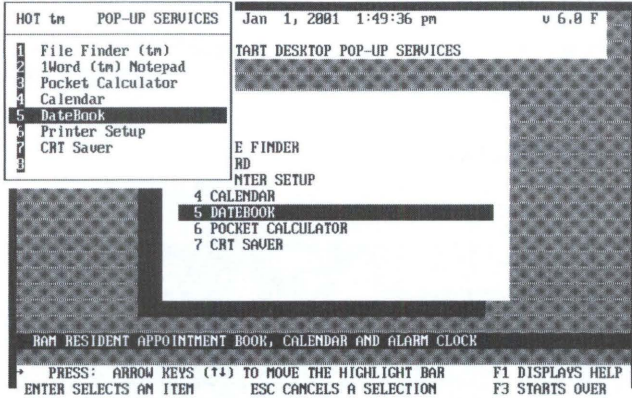 HOT tm POP-UP SERVICES
1 File Finder (tm)
2 1Word (tm) Notepad
3 Pocket Calculator
4 Calendar
5 DateBook
6 Printer Setup
7 CRT Saver
8
Jan 1, 2001 1:49:36 pm v 6.0 F
TART DESKTOP POP-UP SERVICES
E FINDER
RD
NTER SETUP
4 CALENDAR
5 DATEBOOK
6 POCKET CALCULATOR
7 CRT SAVER
RAM RESIDENT APPOINTMENT BOOK, CALENDAR AND ALARM CLOCK
→ PRESS: ARROW KEYS (↑↓) TO MOVE THE HIGHLIGHT BAR F1 DISPLAYS HELP
ENTER SELECTS AN ITEM ESC CANCELS A SELECTION F3 STARTS OVER